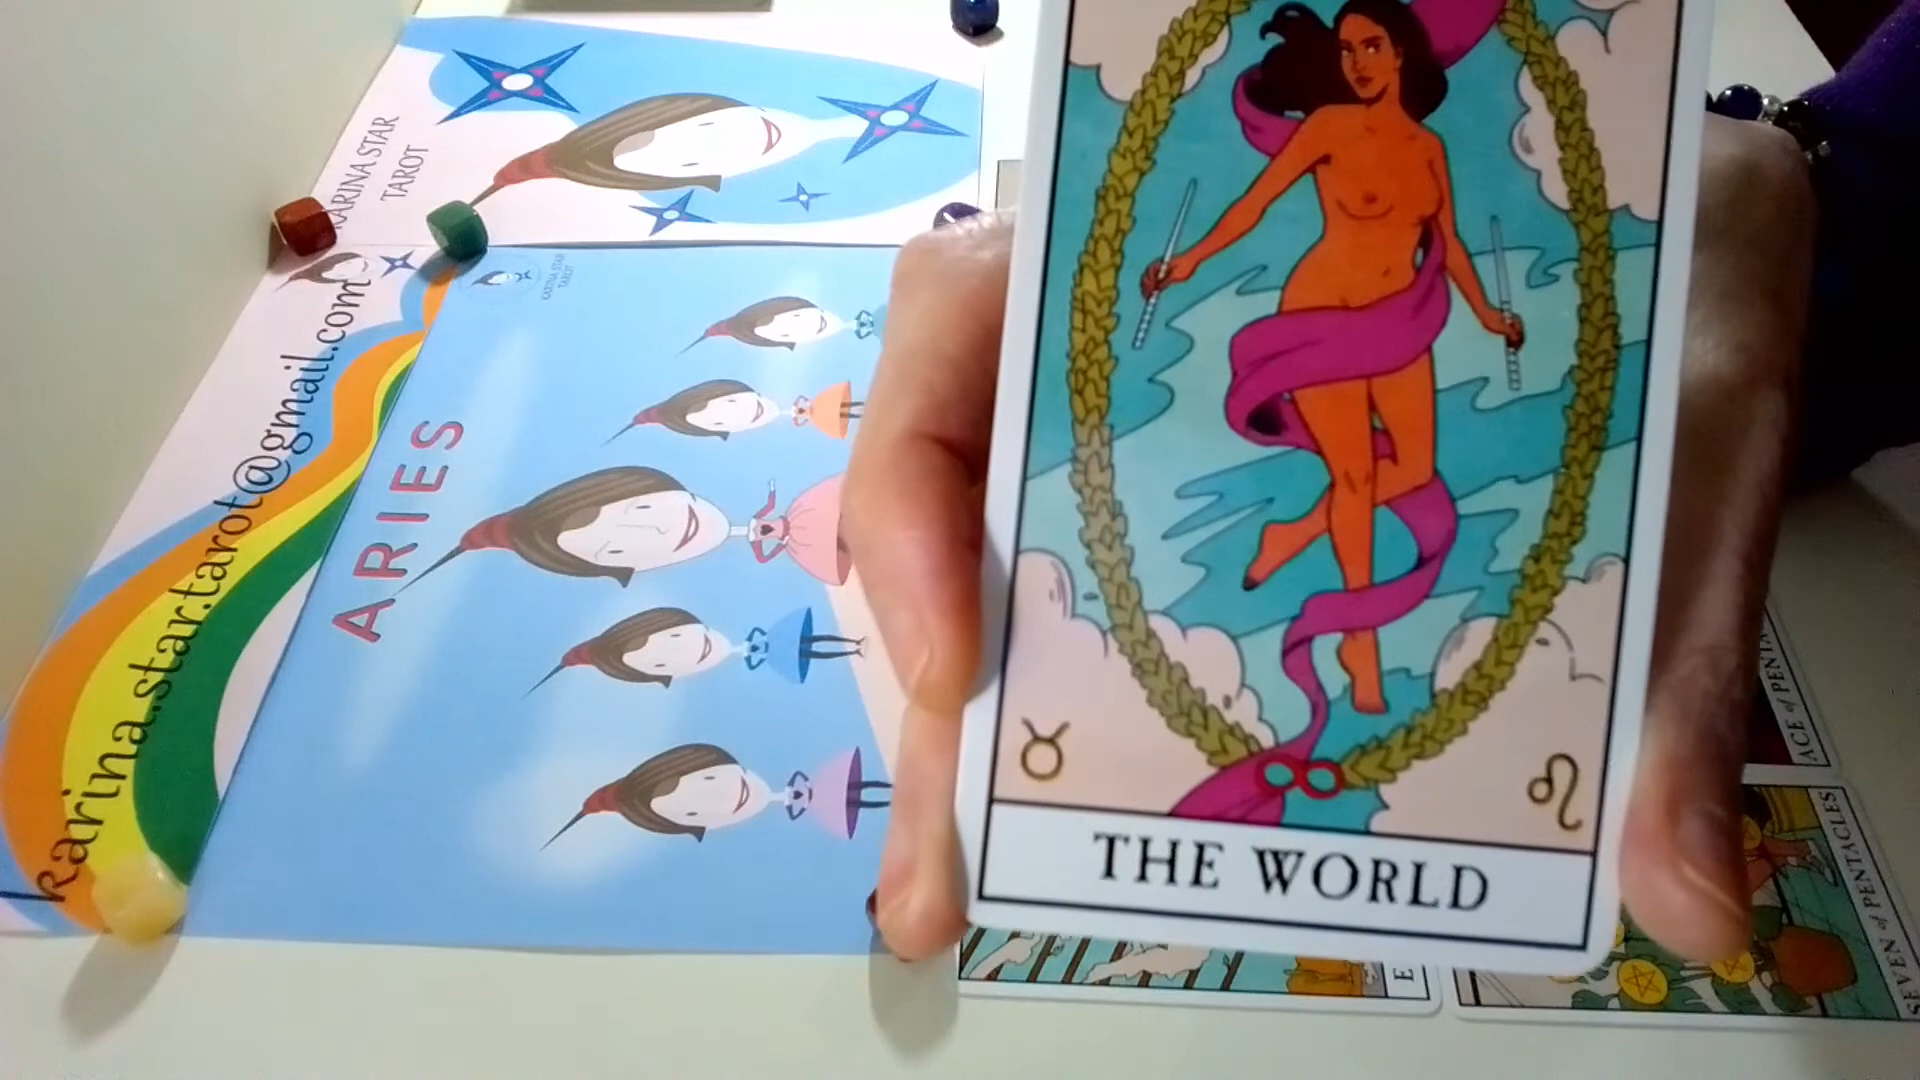 KARINA STAR
TAROT
karina.star.tarot@gmail.com
KARINA STAR
TAROT
ARIES
THE WORLD
ACE of PENTA
SEVEN of PENTACLES
E